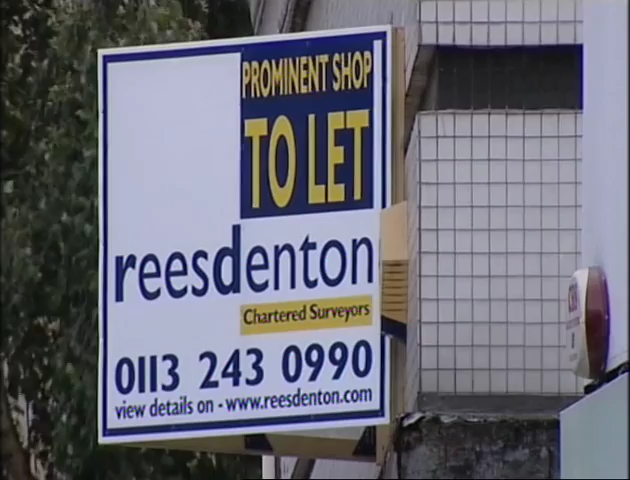 PROMINENT SHOP
TO LET
reesdenton
Chartered Surveyors
0113 243 0990
view details on - www.reesdenton.com